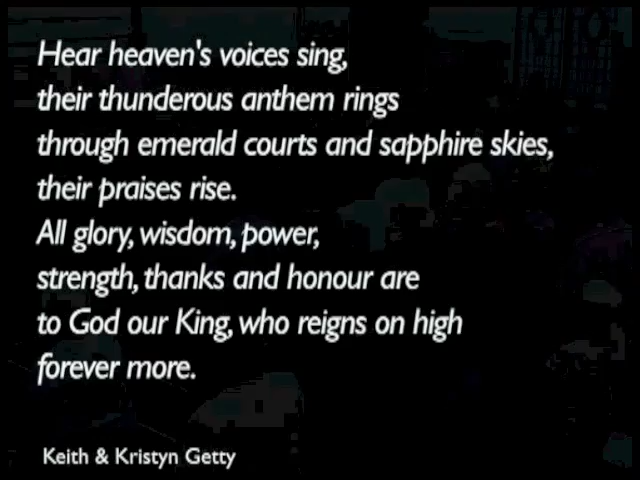 Hear heaven's voices sing,
their thunderous anthem rings
through emerald courts and sapphire skies,
their praises rise.
All glory, wisdom, power,
strength, thanks and honour are
to God our King, who reigns on high
forever more.
Keith & Kristyn Getty